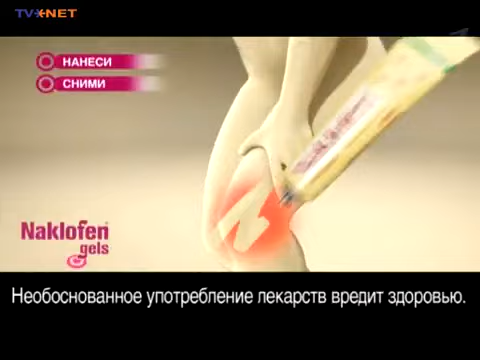 TV NET
НАНЕСИ
СНИМИ
Naklofen
gels
Необоснованное употребление лекарств вредит здоровью.